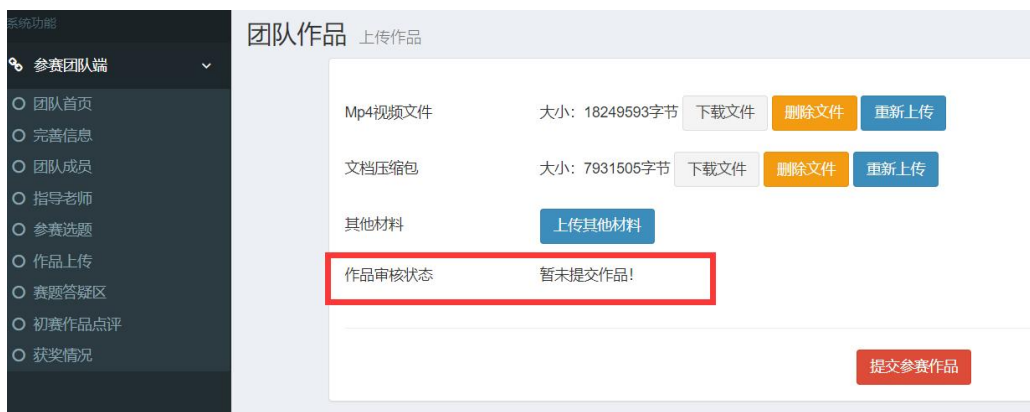 系统功能
参赛团队端
团队首页
完善信息
团队成员
指导老师
参赛选题
作品上传
赛题答疑区
初赛作品点评
获奖情况
团队作品 上传作品
Mp4视频文件 大小：18249593字节 下载文件 删除文件 重新上传
文档压缩包 大小：7931505字节 下载文件 删除文件 重新上传
其他材料 上传其他材料
作品审核状态 暂未提交作品！
提交参赛作品